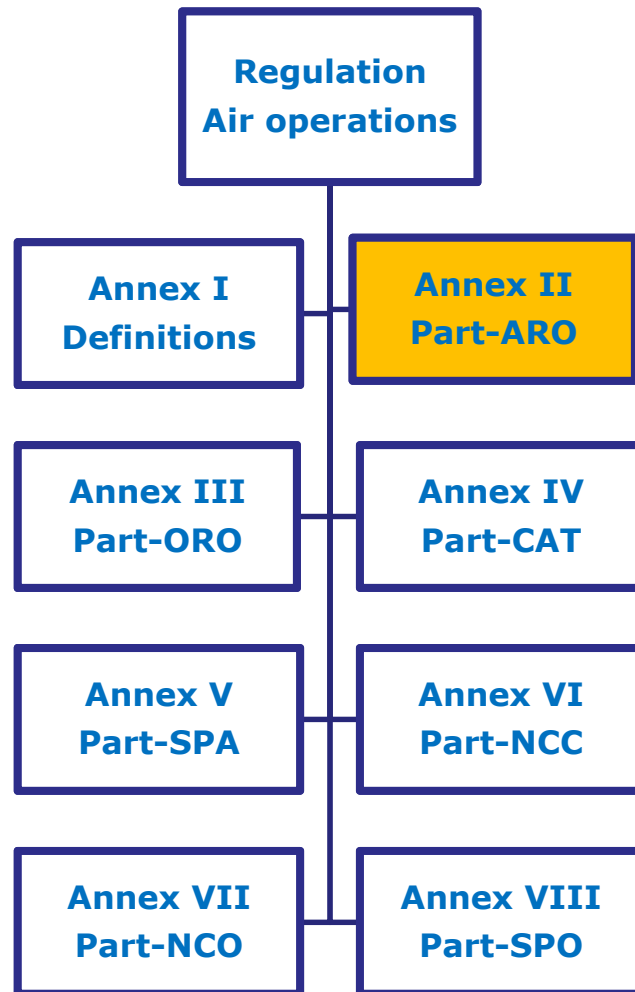 Regulation
Air operations
Annex I
Definitions
Annex II
Part-ARO
Annex III
Part-ORO
Annex IV
Part-CAT
Annex V
Part-SPA
Annex VI
Part-NCC
Annex VII
Part-NCO
Annex VIII
Part-SPO